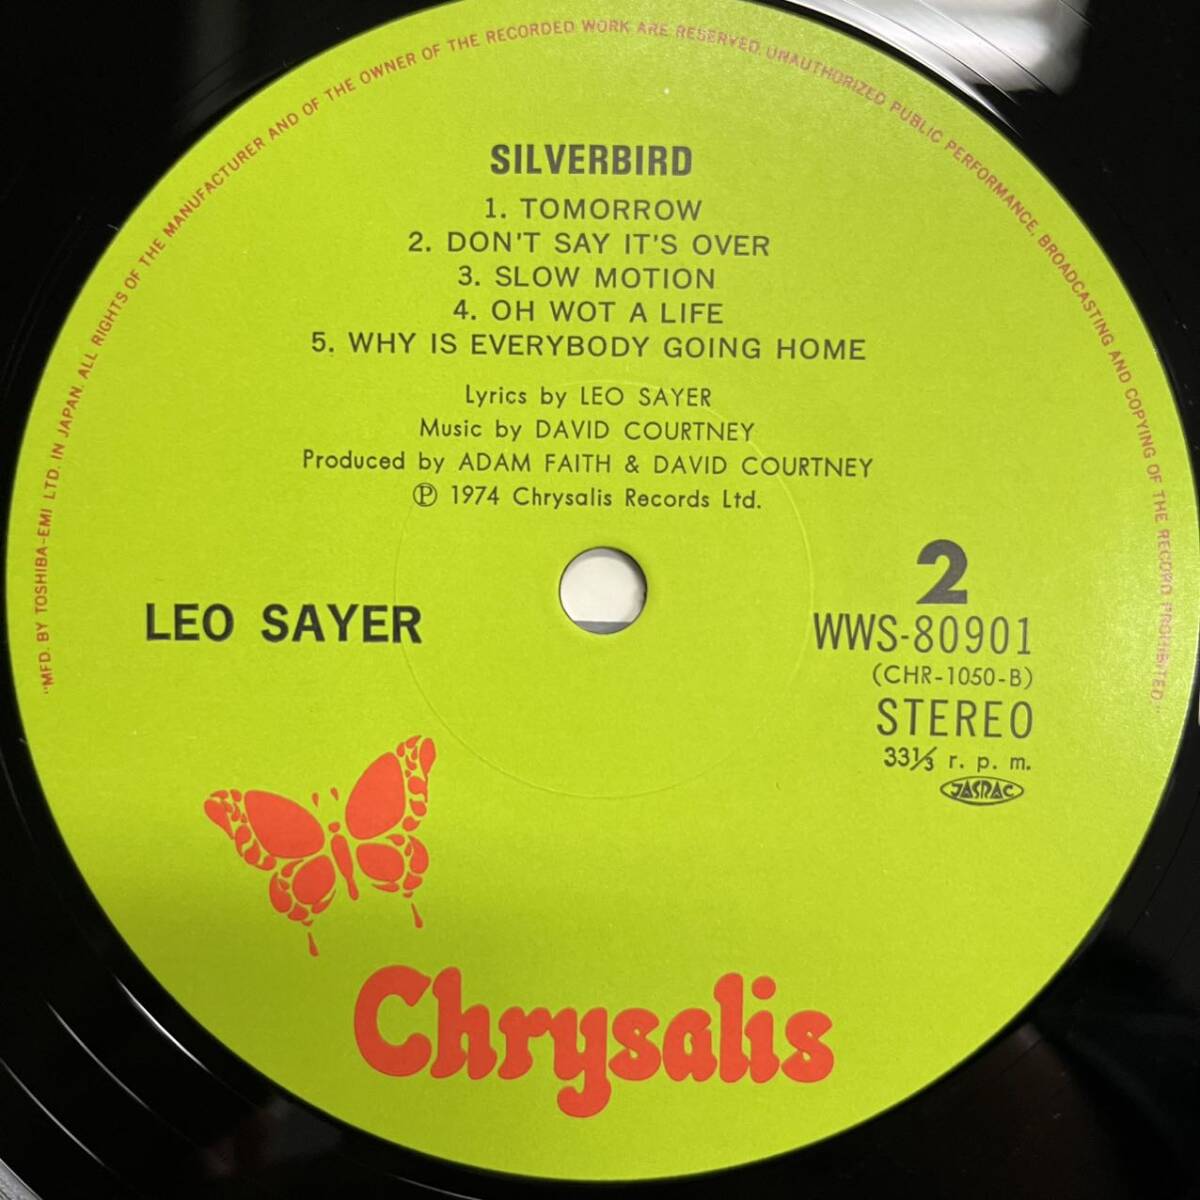 "MFD. BY TOSHIBA-EMI LTD. IN JAPAN. ALL RIGHTS OF THE MANUFACTURER AND OF THE OWNER OF THE RECORDED WORK ARE RESERVED. UNAUTHORIZED PUBLIC PERFORMANCE, BROADCASTING AND COPYING OF THE RECORD PROHIBITED."
SILVERBIRD
1. TOMORROW
2. DON'T SAY IT'S OVER
3. SLOW MOTION
4. OH WOT A LIFE
5. WHY IS EVERYBODY GOING HOME
Lyrics by LEO SAYER
Music by DAVID COURTNEY
Produced by ADAM FAITH & DAVID COURTNEY
Ⓟ 1974 Chrysalis Records Ltd.
LEO SAYER
2
WWS-80901
(CHR-1050-B)
STEREO
33⅓ r. p. m.
JASRAC
Chrysalis